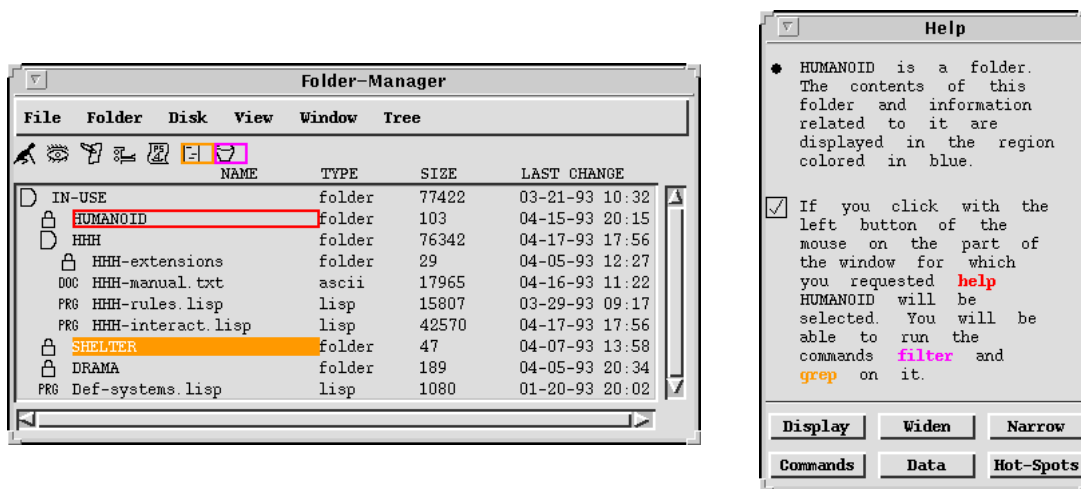 Folder-Manager
File Folder Disk View Window Tree
NAME TYPE SIZE LAST CHANGE
IN-USE folder 77422 03-21-93 10:32
HUMANOID folder 103 04-15-93 20:15
HHH folder 76342 04-17-93 17:56
HHH-extensions folder 29 04-05-93 12:27
DOC HHH-manual.txt ascii 17965 04-16-93 11:22
PRG HHH-rules.lisp lisp 15807 03-29-93 09:17
PRG HHH-interact.lisp lisp 42570 04-17-93 17:56
SHELTER folder 47 04-07-93 13:58
DRAMA folder 189 04-05-93 20:34
PRG Def-systems.lisp lisp 1080 01-20-93 20:02
Help
HUMANOID is a folder.
The contents of this
folder and information
related to it are
displayed in the region
colored in blue.
If you click with the
left button of the
mouse on the part of
the window for which
you requested help
HUMANOID will be
selected. You will be
able to run the
commands filter and
grep on it.
Display Widen Narrow
Commands Data Hot-Spots